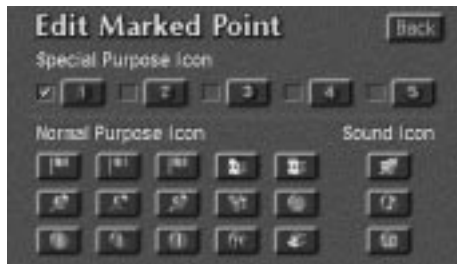 Edit Marked Point Back
Special Purpose Icon
1 2 3 4 5
Normal Purpose Icon Sound Icon